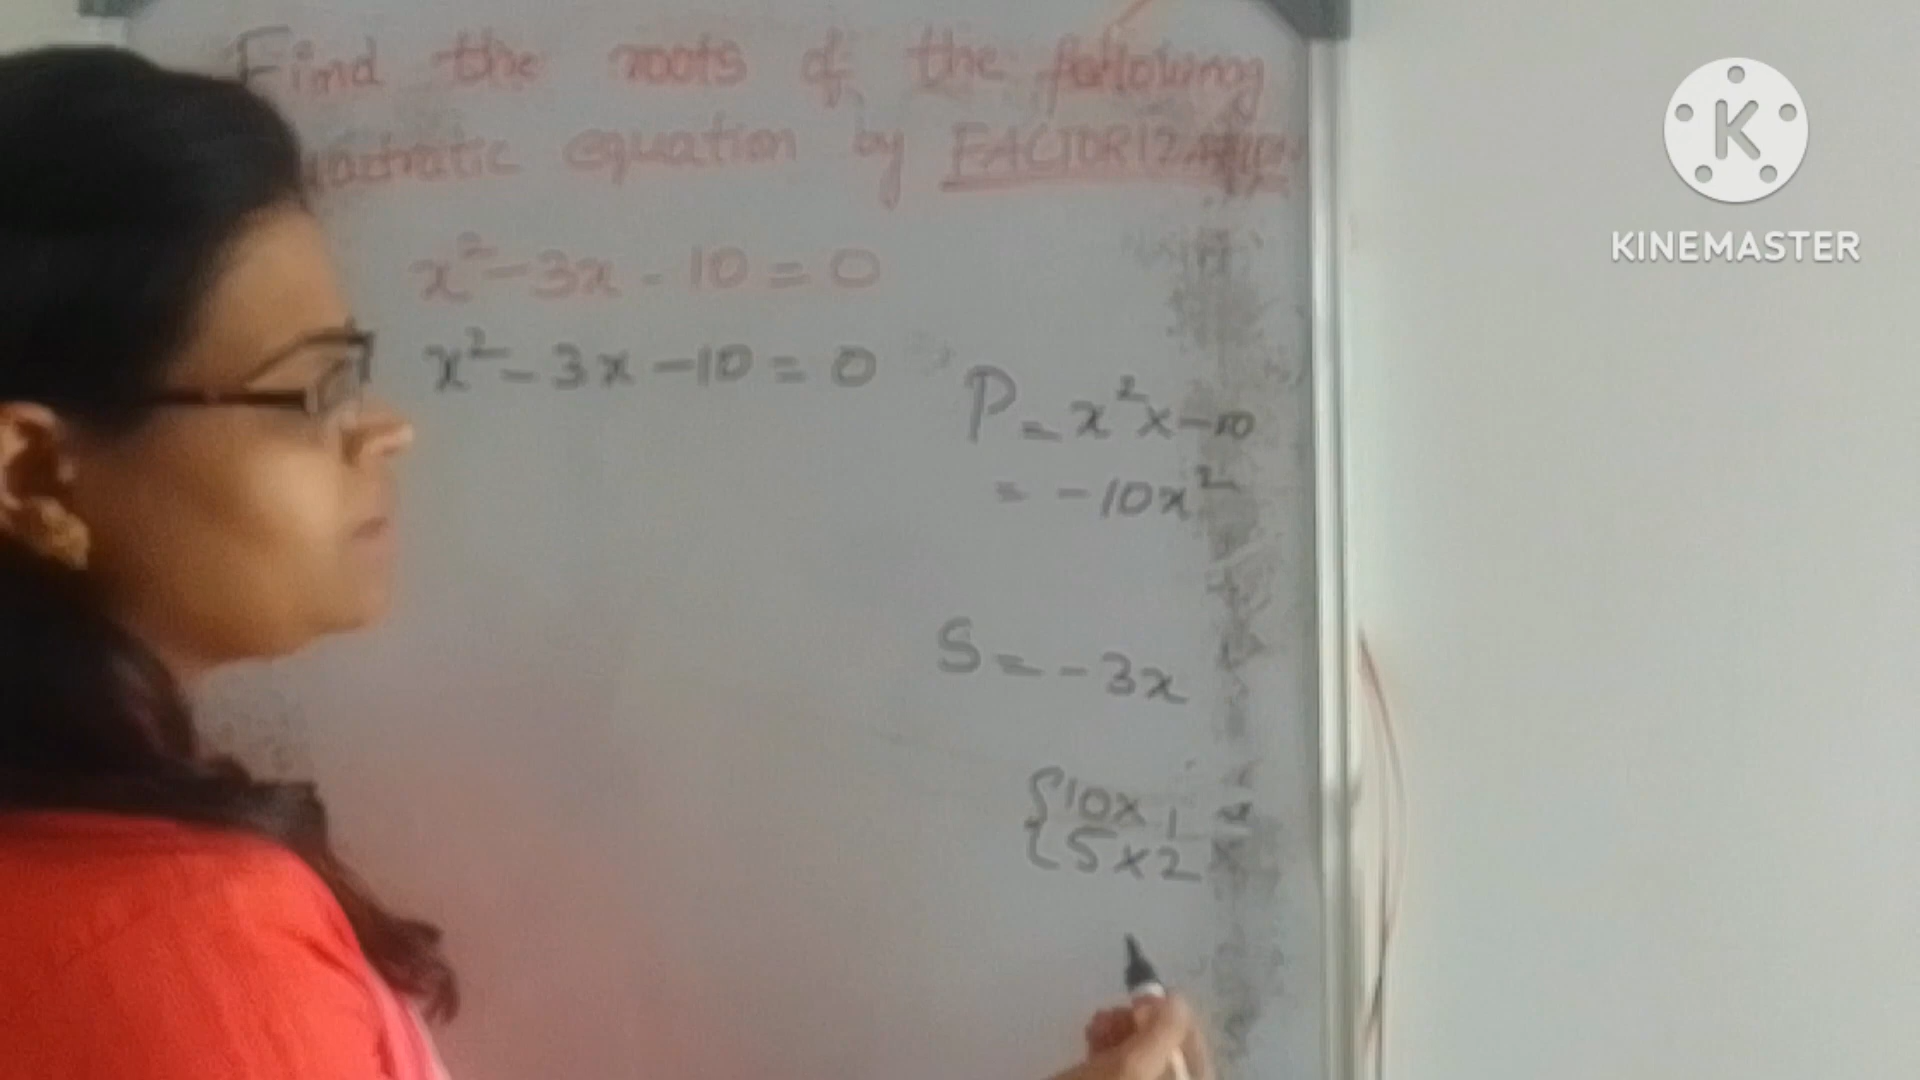 Find the roots of the following
quadratic equation by FACTORIZATION
x² - 3x - 10 = 0
x² - 3x - 10 = 0
P = x² x - 10
= - 10x²
S = - 3x
{ 10 x 1
5 x 2
K
KINEMASTER